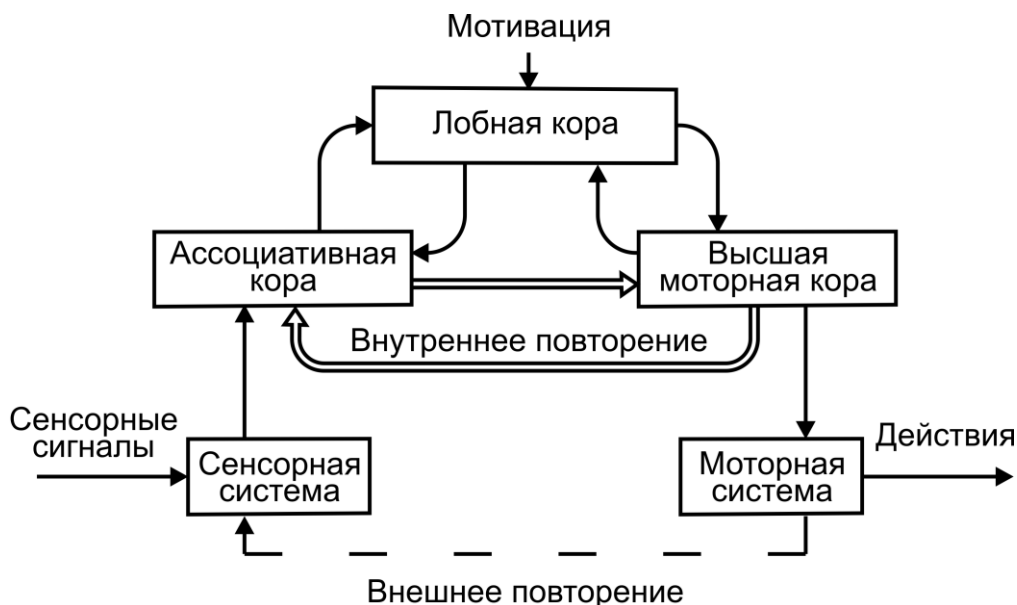 Мотивация
Лобная кора
Ассоциативная
кора
Высшая
моторная кора
Внутреннее повторение
Сенсорные
сигналы
Сенсорная
система
Моторная
система
Действия
Внешнее повторение